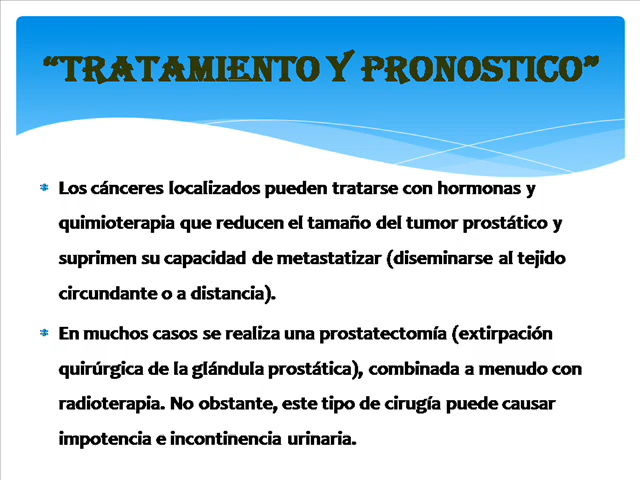 “TRATAMIENTO Y PRONOSTICO”
Los cánceres localizados pueden tratarse con hormonas y
quimioterapia que reducen el tamaño del tumor prostático y
suprimen su capacidad de metastatizar (diseminarse al tejido
circundante o a distancia).
En muchos casos se realiza una prostatectomía (extirpación
quirúrgica de la glándula prostática), combinada a menudo con
radioterapia. No obstante, este tipo de cirugía puede causar
impotencia e incontinencia urinaria.